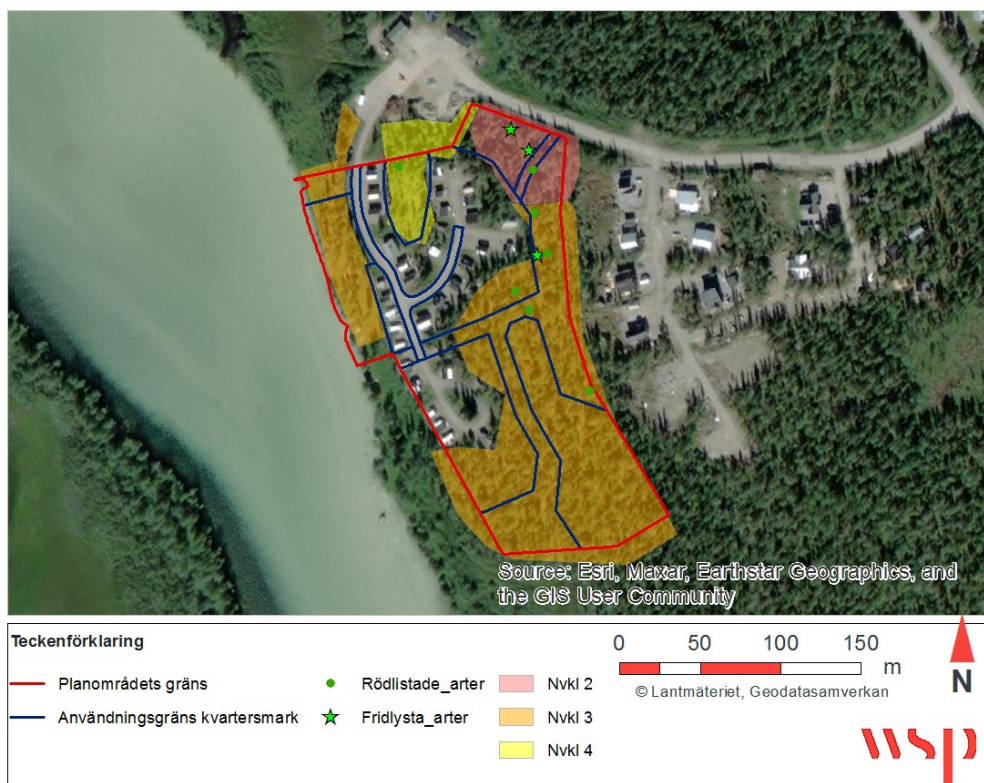 Source: Esri, Maxar, Earthstar Geographics, and
the GIS User Community
Teckenförklaring
Planområdets gräns
Användningsgräns kvartersmark
Rödlistade_arter
Fridlysta_arter
Nvkl 2
Nvkl 3
Nvkl 4
0 50 100 150
m
© Lantmäteriet, Geodatasamverkan
N
wsp